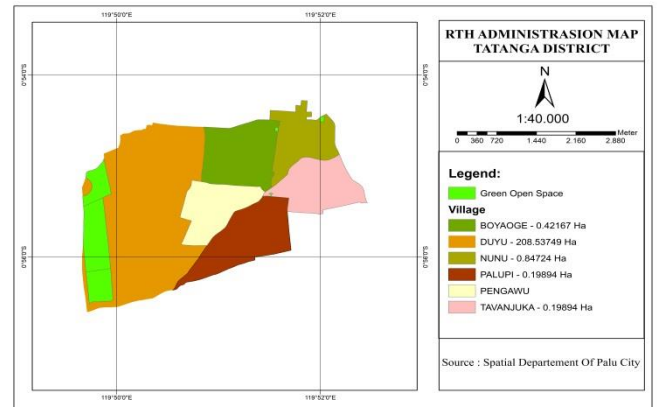 119°50'0"E
119°52'0"E
0°54'0"S
0°54'0"S
0°56'0"S
0°56'0"S
119°50'0"E
119°52'0"E
RTH ADMINISTRASION MAP
TATANGA DISTRICT
N
1:40.000
0 360 720 1.440 2.160 2.880 Meter
Legend:
Green Open Space
Village
BOYAOGE - 0.42167 Ha
DUYU - 208.53749 Ha
NUNU - 0.84724 Ha
PALUPI - 0.19894 Ha
PENGAWU
TAVANJUKA - 0.19894 Ha
Source : Spatial Departement Of Palu City